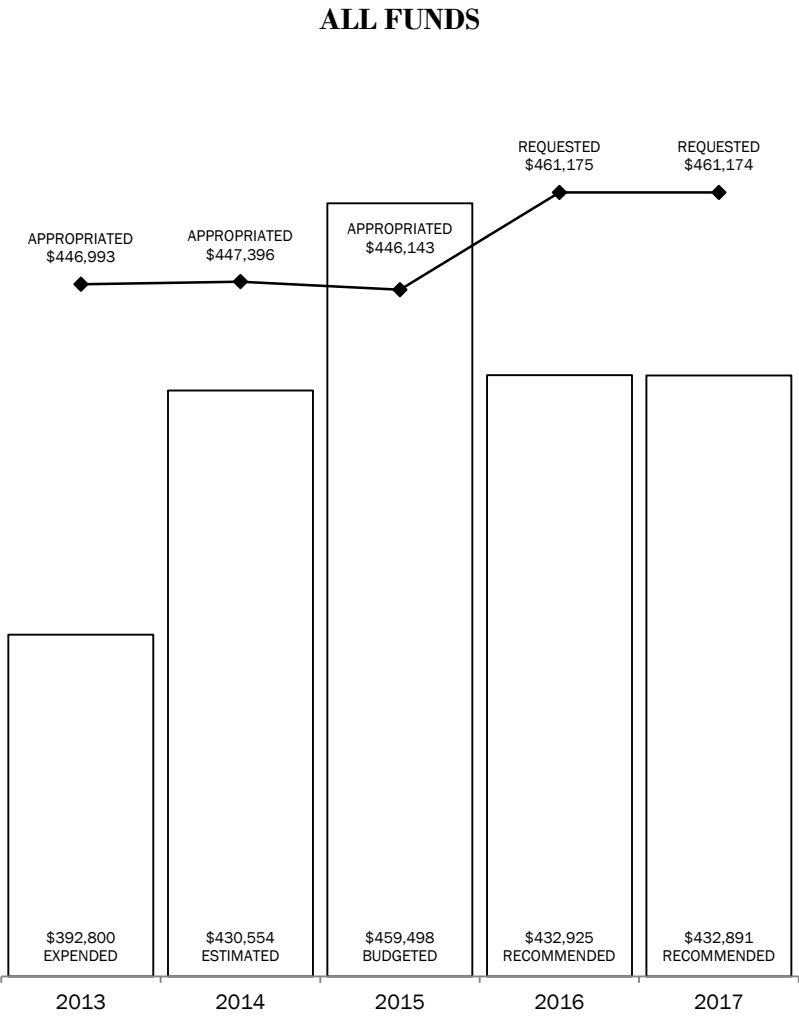 ALL FUNDS
REQUESTED
$461,175
REQUESTED
$461,174
APPROPRIATED
$446,993
APPROPRIATED
$447,396
APPROPRIATED
$446,143
$392,800
EXPENDED
$430,554
ESTIMATED
$459,498
BUDGETED
$432,925
RECOMMENDED
$432,891
RECOMMENDED
2013
2014
2015
2016
2017